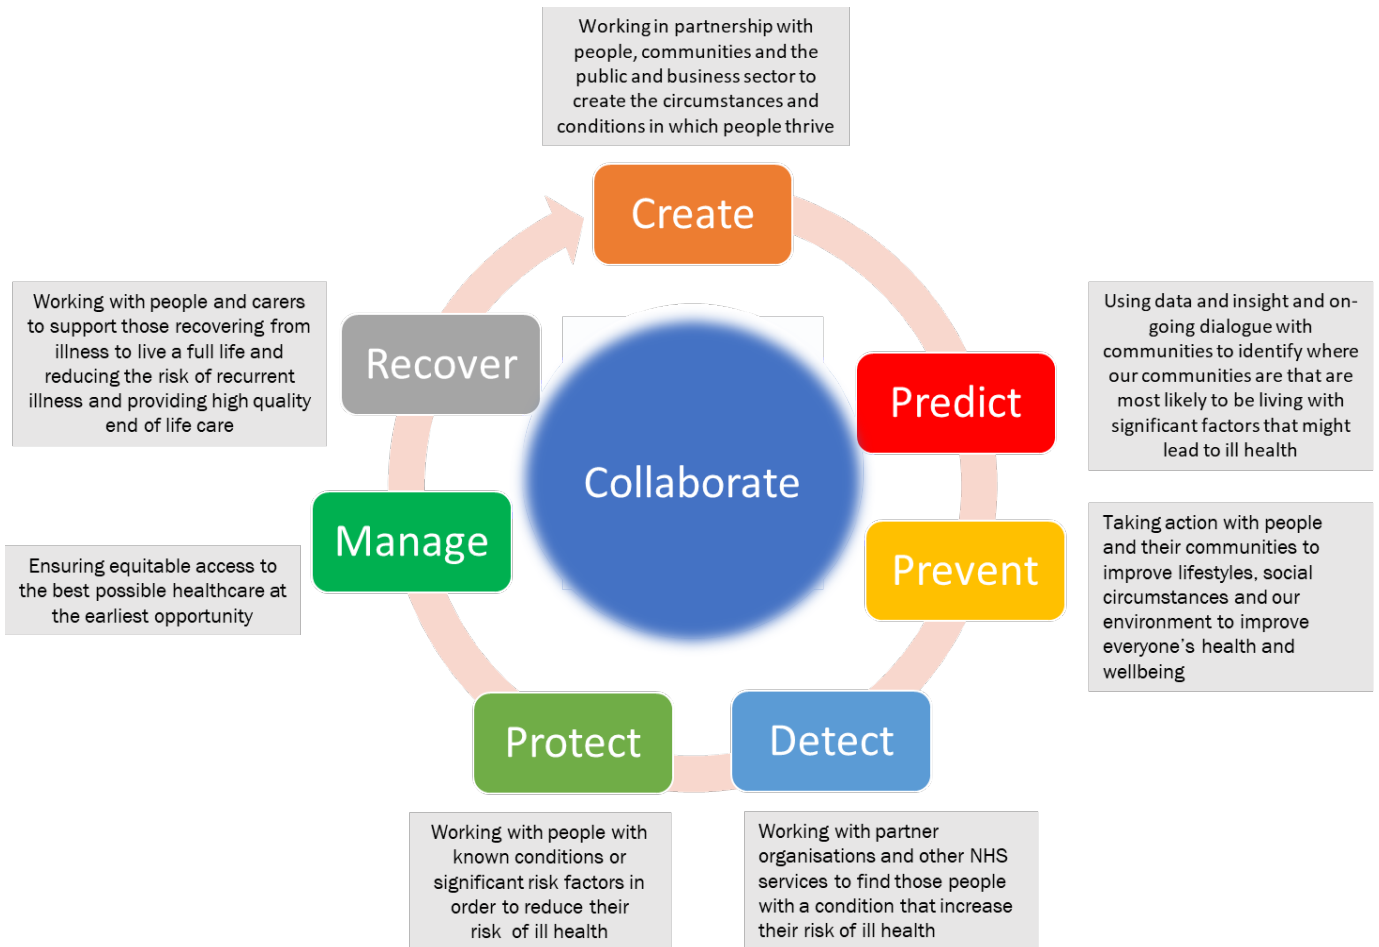 Working in partnership with
people, communities and the
public and business sector to
create the circumstances and
conditions in which people thrive
Create
Working with people and carers
to support those recovering from
illness to live a full life and
reducing the risk of recurrent
illness and providing high quality
end of life care
Recover
Using data and insight and on-
going dialogue with
communities to identify where
our communities are that are
most likely to be living with
significant factors that might
lead to ill health
Predict
Collaborate
Manage
Ensuring equitable access to
the best possible healthcare at
the earliest opportunity
Prevent
Taking action with people
and their communities to
improve lifestyles, social
circumstances and our
environment to improve
everyone’s health and
wellbeing
Protect
Detect
Working with people with
known conditions or
significant risk factors in
order to reduce their
risk of ill health
Working with partner
organisations and other NHS
services to find those people
with a condition that increase
their risk of ill health